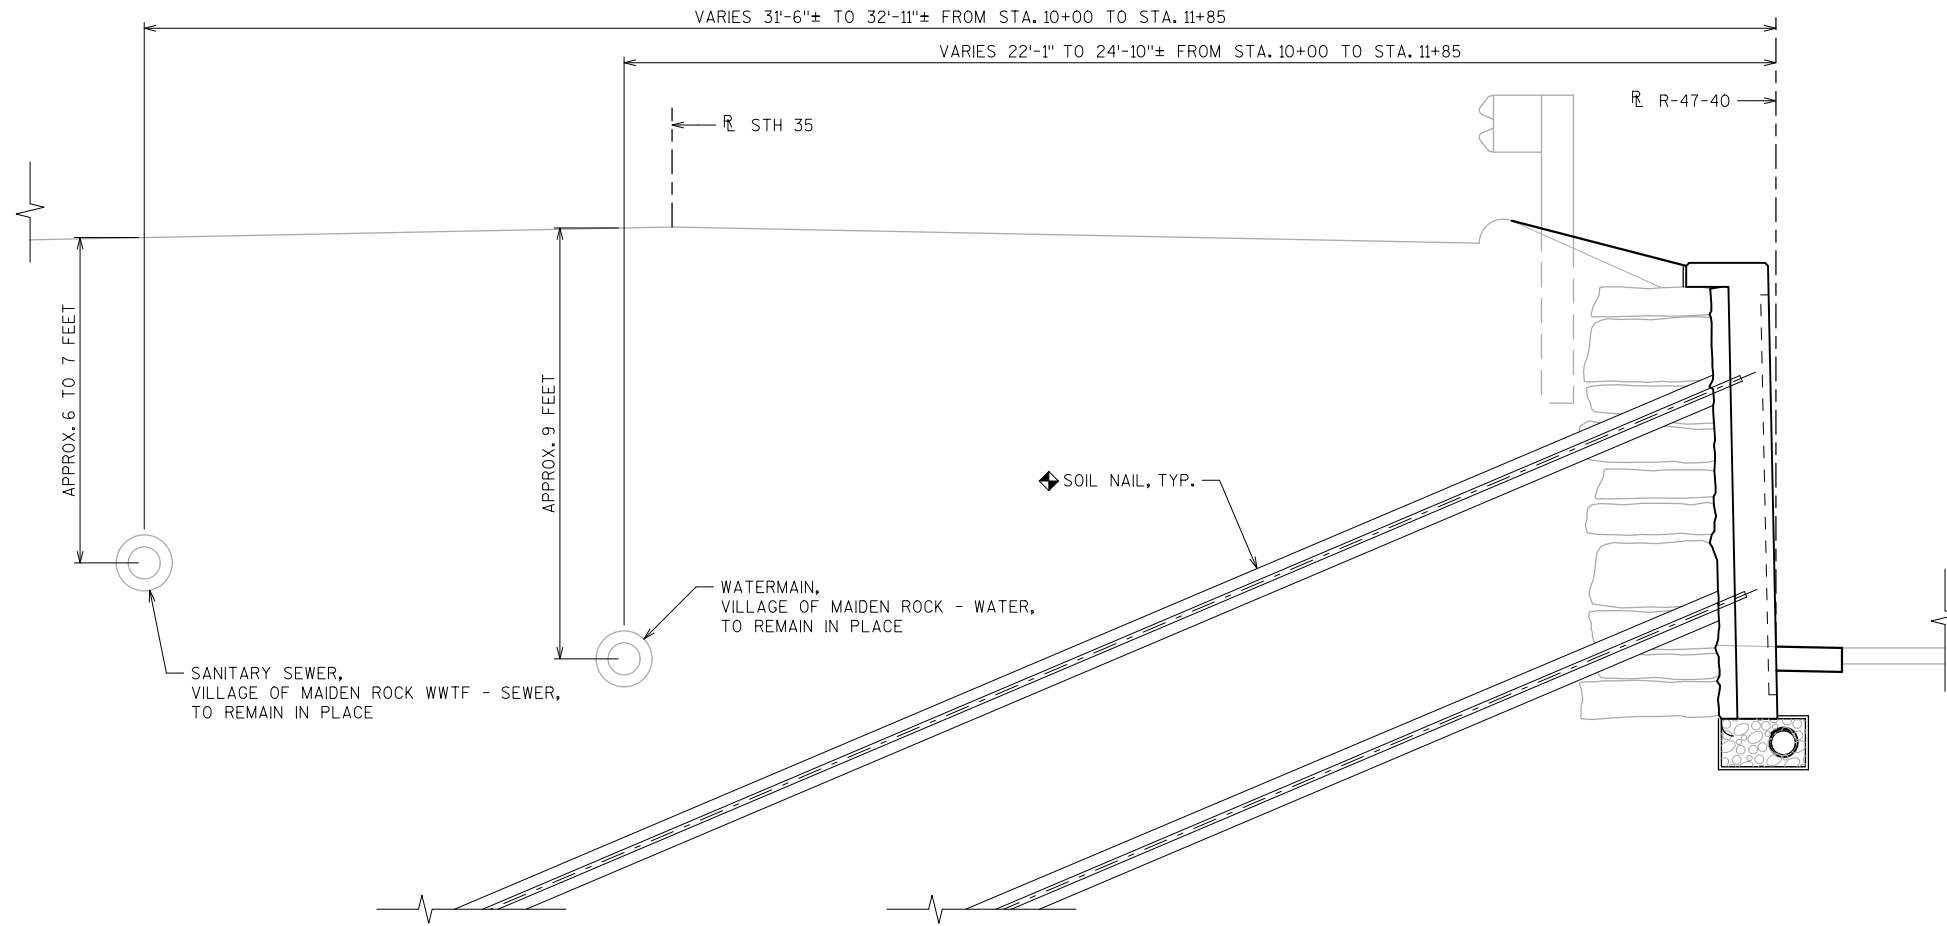 VARIES 31'-6"± TO 32'-11"± FROM STA. 10+00 TO STA. 11+85
VARIES 22'-1" TO 24'-10"± FROM STA. 10+00 TO STA. 11+85
RL R-47-40
RL STH 35
APPROX. 6 TO 7 FEET
APPROX. 9 FEET
SOIL NAIL, TYP.
WATERMAIN,
VILLAGE OF MAIDEN ROCK - WATER,
TO REMAIN IN PLACE
SANITARY SEWER,
VILLAGE OF MAIDEN ROCK WWTF - SEWER,
TO REMAIN IN PLACE